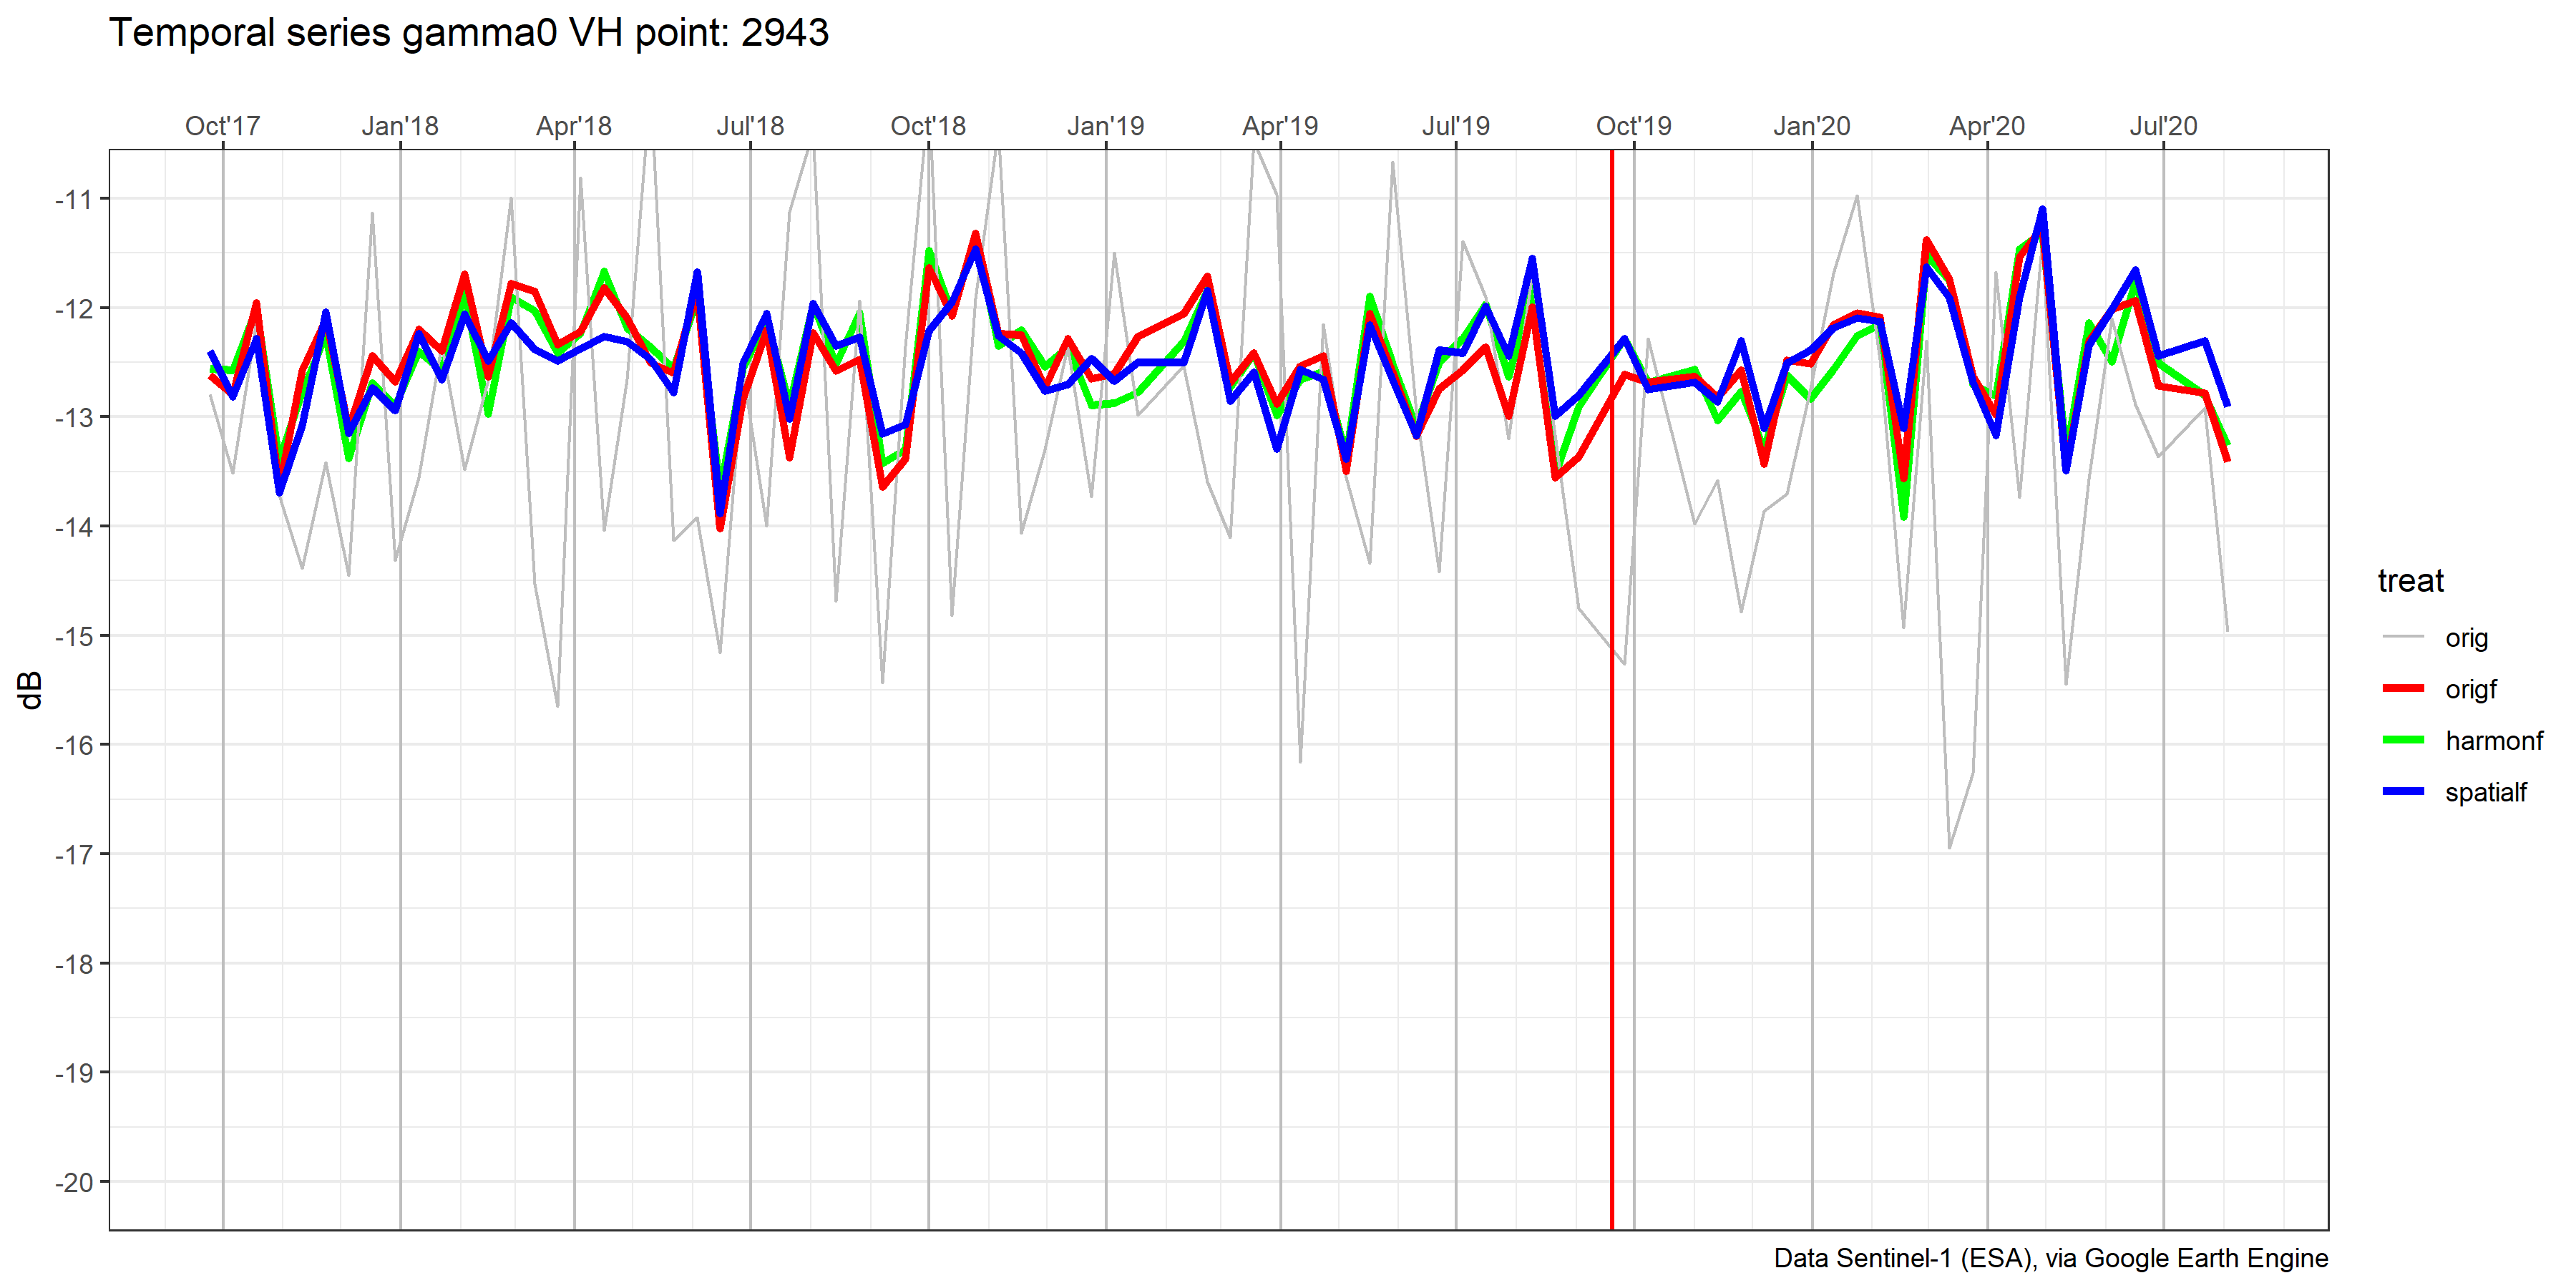 Temporal series gamma0 VH point: 2943
Oct'17 Jan'18 Apr'18 Jul'18 Oct'18 Jan'19 Apr'19 Jul'19 Oct'19 Jan'20 Apr'20 Jul'20
-11
-12
-13
-14
-15
-16
-17
-18
-19
-20
dB
treat
orig
origf
harmonf
spatialf
Data Sentinel-1 (ESA), via Google Earth Engine